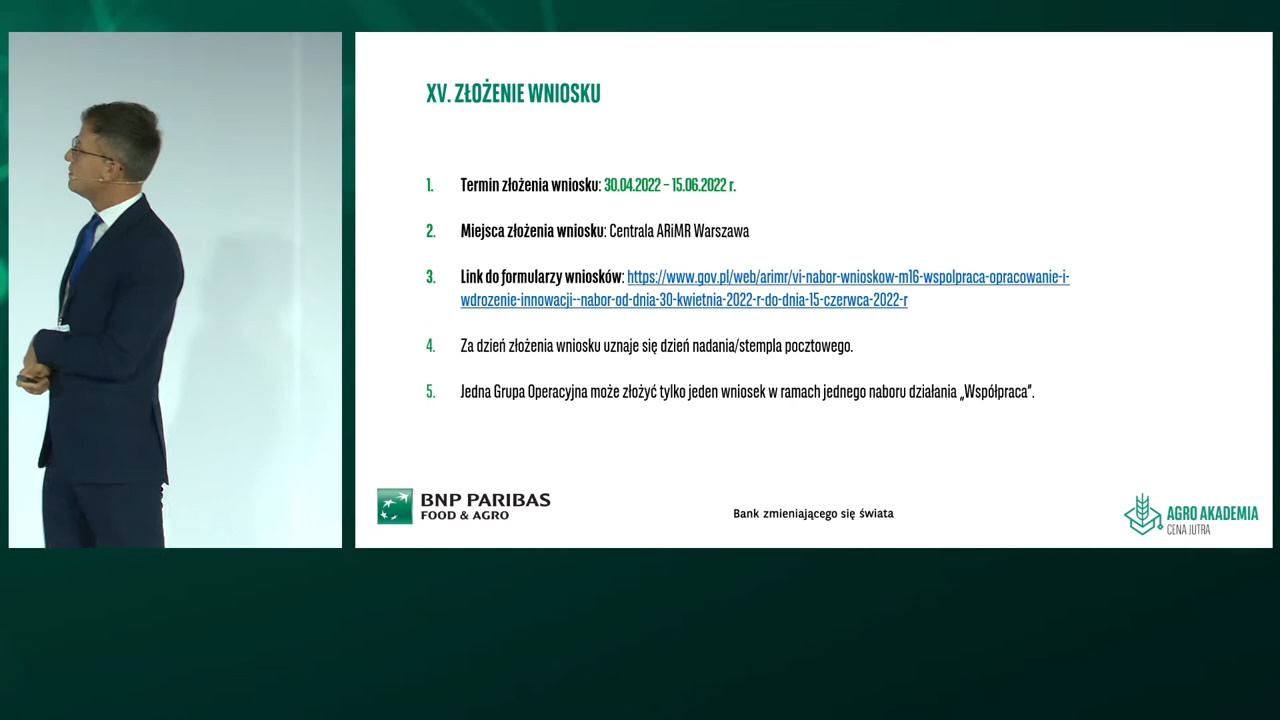 XV. ZŁOŻENIE WNIOSKU
1. Termin złożenia wniosku: 30.04.2022 – 15.06.2022 r.
2. Miejsca złożenia wniosku: Centrala ARiMR Warszawa
3. Link do formularzy wniosków: https://www.gov.pl/web/arimr/vi-nabor-wnioskow-m16-wspolpraca-opracowanie-i-
wdrozenie-innowacji--nabor-od-dnia-30-kwietnia-2022-r-do-dnia-15-czerwca-2022-r
4. Za dzień złożenia wniosku uznaje się dzień nadania/stempla pocztowego.
5. Jedna Grupa Operacyjna może złożyć tylko jeden wniosek w ramach jednego naboru działania „Współpraca”.
BNP PARIBAS
FOOD & AGRO
Bank zmieniającego się świata
AGRO AKADEMIA
CENA JUTRA